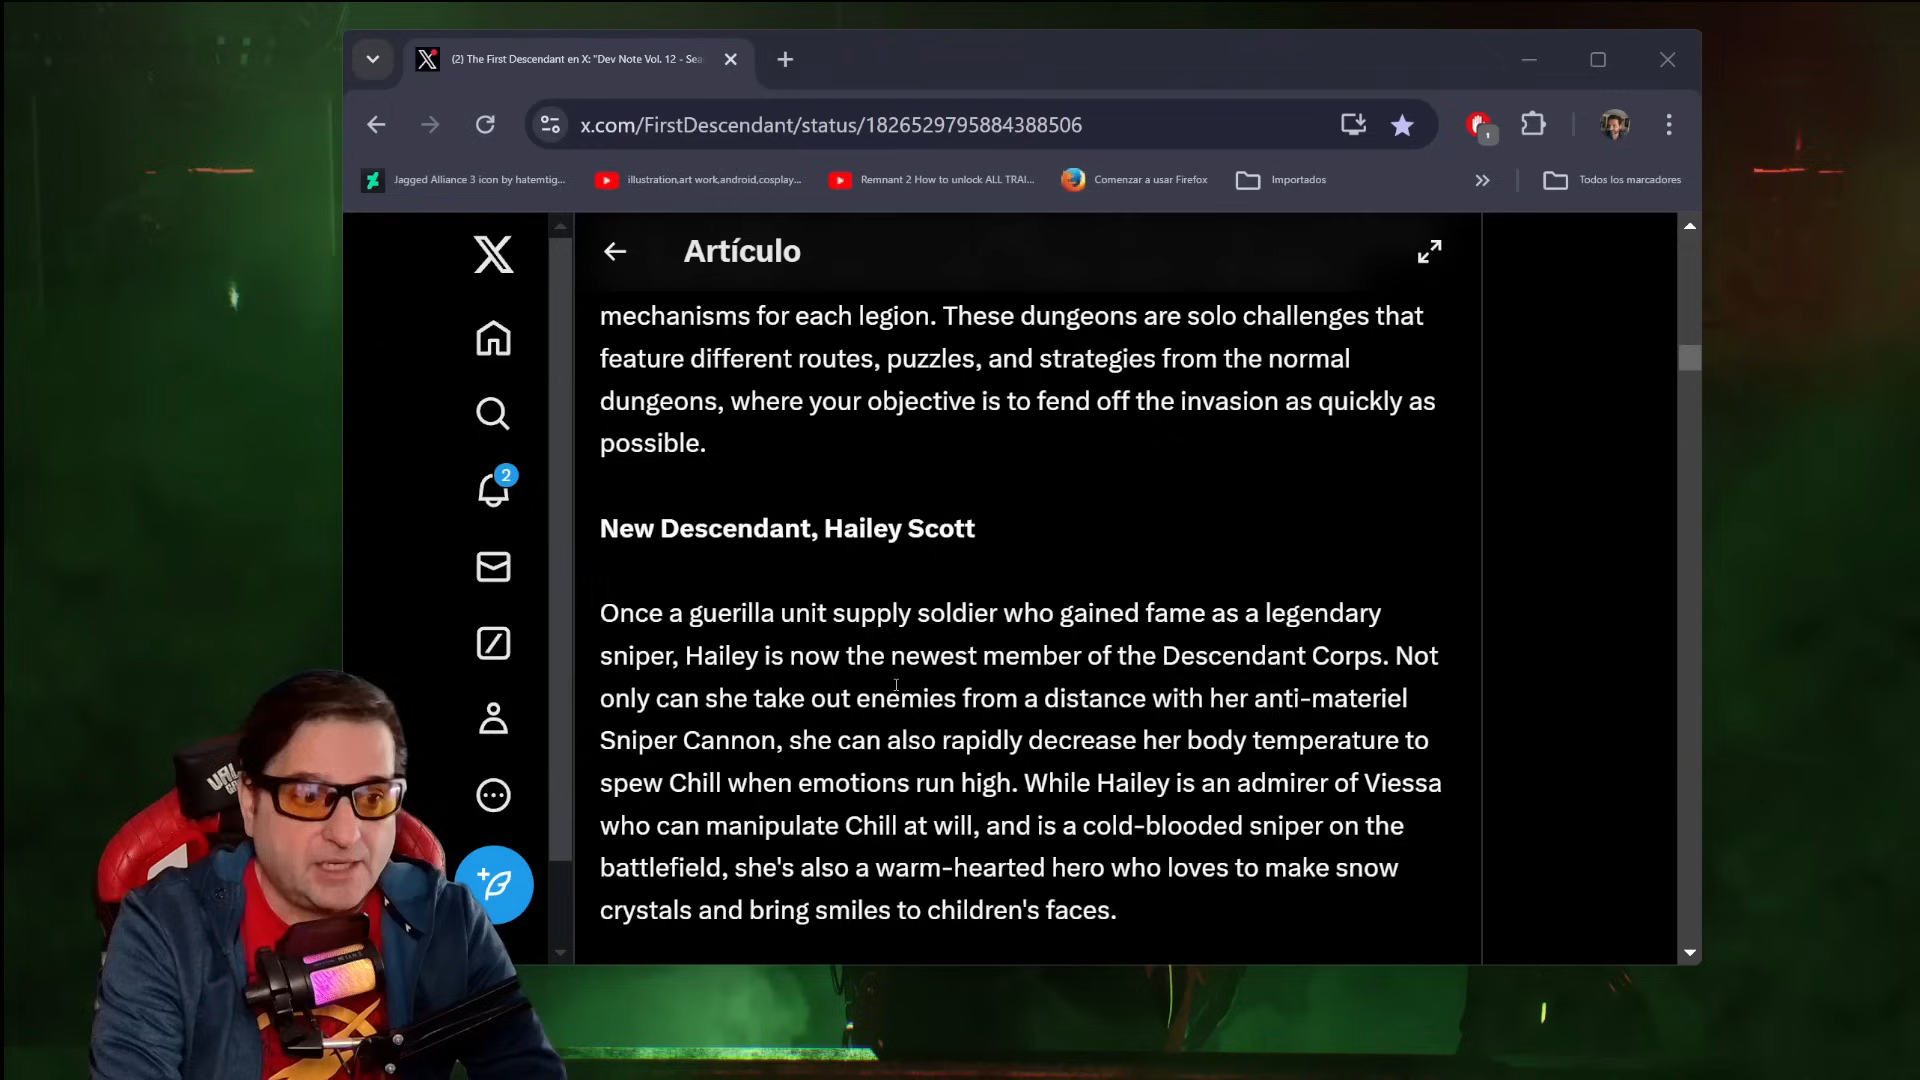 (2) The First Descendant en X: "Dev Note Vol. 12 - Sea
x.com/FirstDescendant/status/1826529795884388506
1
Jagged Alliance 3 icon by hatemtig...
illustration,art work,android,cosplay...
Remnant 2 How to unlock ALL TRAI...
Comenzar a usar Firefox
Importados
»
Todos los marcadores
Artículo
mechanisms for each legion. These dungeons are solo challenges that
feature different routes, puzzles, and strategies from the normal
dungeons, where your objective is to fend off the invasion as quickly as
possible.
2
New Descendant, Hailey Scott
Once a guerilla unit supply soldier who gained fame as a legendary
sniper, Hailey is now the newest member of the Descendant Corps. Not
only can she take out enemies from a distance with her anti-materiel
Sniper Cannon, she can also rapidly decrease her body temperature to
spew Chill when emotions run high. While Hailey is an admirer of Viessa
who can manipulate Chill at will, and is a cold-blooded sniper on the
battlefield, she's also a warm-hearted hero who loves to make snow
crystals and bring smiles to children's faces.